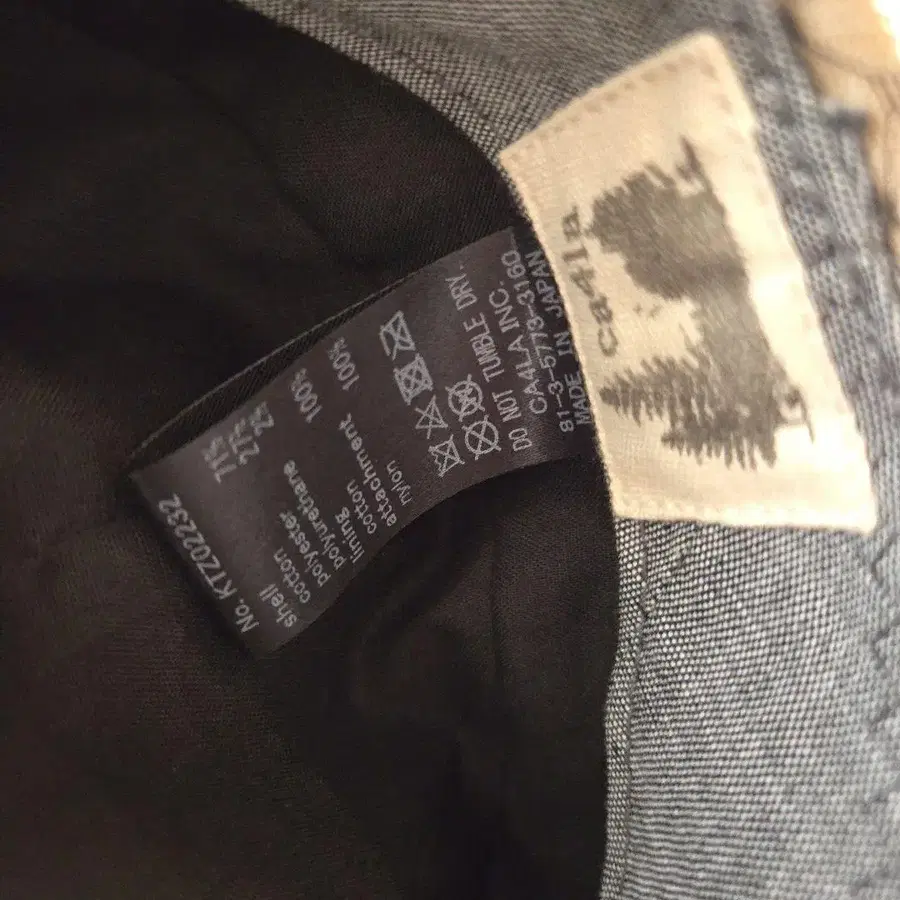 No. KTZ02232
shell
cotton 71%
polyester 27%
polyurethane 2%
lining
cotton 100%
attachment
nylon 100%
DO NOT TUMBLE DRY.
CA4LA INC.
81-3-5773-3160
MADE IN JAPAN
ca4la